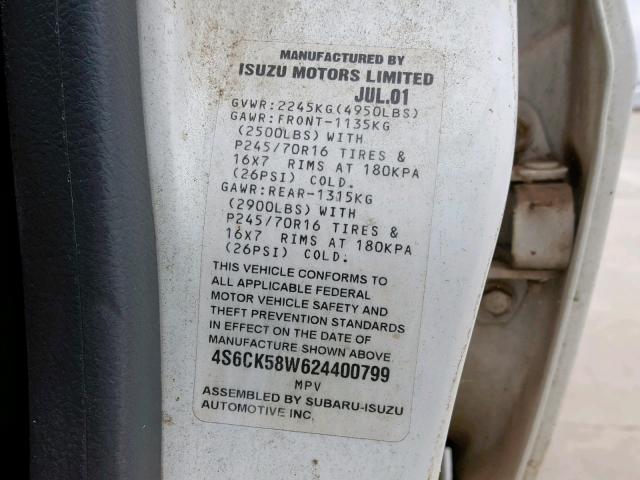 MANUFACTURED BY
ISUZU MOTORS LIMITED
JUL.01
GVWR:2245KG(4950LBS)
GAWR:FRONT-1135KG
(2500LBS) WITH
P245/70R16 TIRES &
16X7 RIMS AT 180KPA
(26PSI) COLD.
GAWR:REAR-1315KG
(2900LBS) WITH
P245/70R16 TIRES &
16X7 RIMS AT 180KPA
(26PSI) COLD.
THIS VEHICLE CONFORMS TO
ALL APPLICABLE FEDERAL
MOTOR VEHICLE SAFETY AND
THEFT PREVENTION STANDARDS
IN EFFECT ON THE DATE OF
MANUFACTURE SHOWN ABOVE.
4S6CK58W624400799
MPV
ASSEMBLED BY SUBARU-ISUZU
AUTOMOTIVE INC.